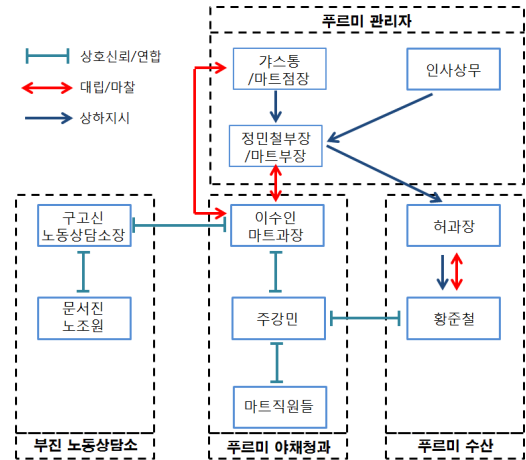 푸르미 관리자
상호신뢰/연합
대립/마찰
상하지시
갸스통
/마트점장
인사상무
정민철부장
/마트부장
구고신
노동상담소장
이수인
마트과장
허과장
문서진
노조원
주강민
황준철
마트직원들
부진 노동상담소
푸르미 야채청과
푸르미 수산